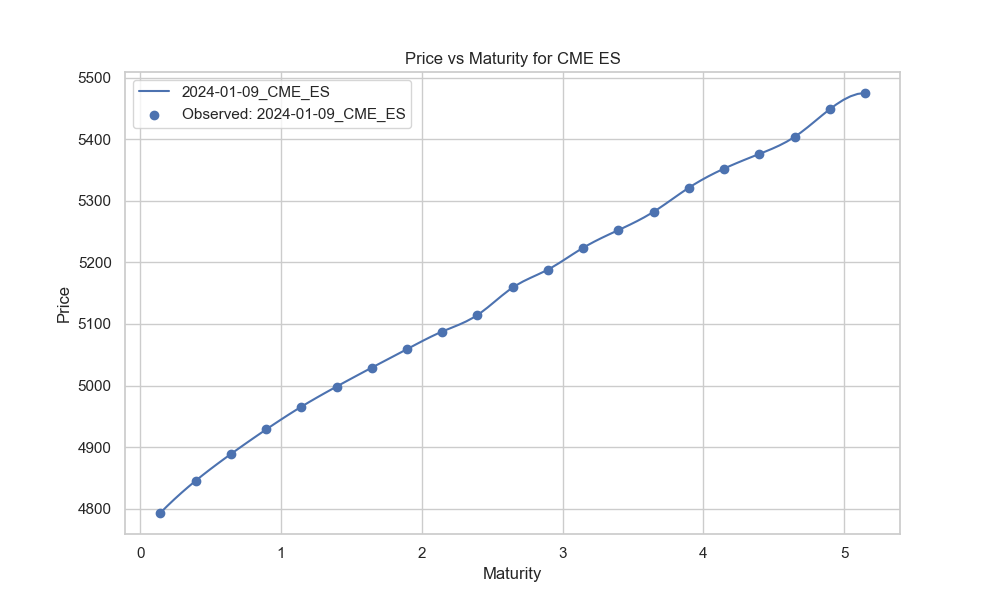 Price vs Maturity for CME ES
2024-01-09_CME_ES
Observed: 2024-01-09_CME_ES
5500
5400
5300
5200
5100
5000
4900
4800
Price
0 1 2 3 4 5
Maturity